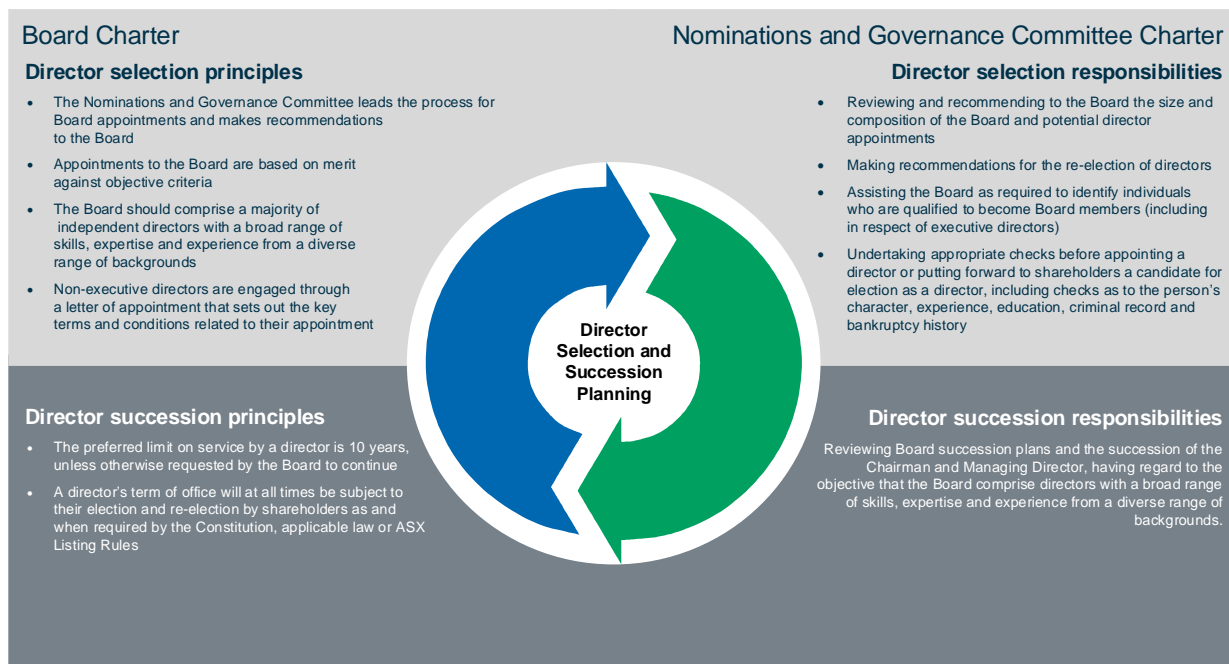 Board Charter
Director selection principles
• The Nominations and Governance Committee leads the process for
Board appointments and makes recommendations
to the Board
• Appointments to the Board are based on merit
against objective criteria
• The Board should comprise a majority of
independent directors with a broad range of
skills, expertise and experience from a diverse
range of backgrounds
• Non-executive directors are engaged through
a letter of appointment that sets out the key
terms and conditions related to their appointment
Nominations and Governance Committee Charter
Director selection responsibilities
• Reviewing and recommending to the Board the size and
composition of the Board and potential director
appointments
• Making recommendations for the re-election of directors
• Assisting the Board as required to identify individuals
who are qualified to become Board members (including
in respect of executive directors)
• Undertaking appropriate checks before appointing a
director or putting forward to shareholders a candidate for
election as a director, including checks as to the person's
character, experience, education, criminal record and
bankruptcy history
Director
Selection and
Succession
Planning
Director succession principles
• The preferred limit on service by a director is 10 years,
unless otherwise requested by the Board to continue
• A director's term of office will at all times be subject to
their election and re-election by shareholders as and
when required by the Constitution, applicable law or ASX
Listing Rules
Director succession responsibilities
Reviewing Board succession plans and the succession of the
Chairman and Managing Director, having regard to the
objective that the Board comprise directors with a broad range
of skills, expertise and experience from a diverse range of
backgrounds.